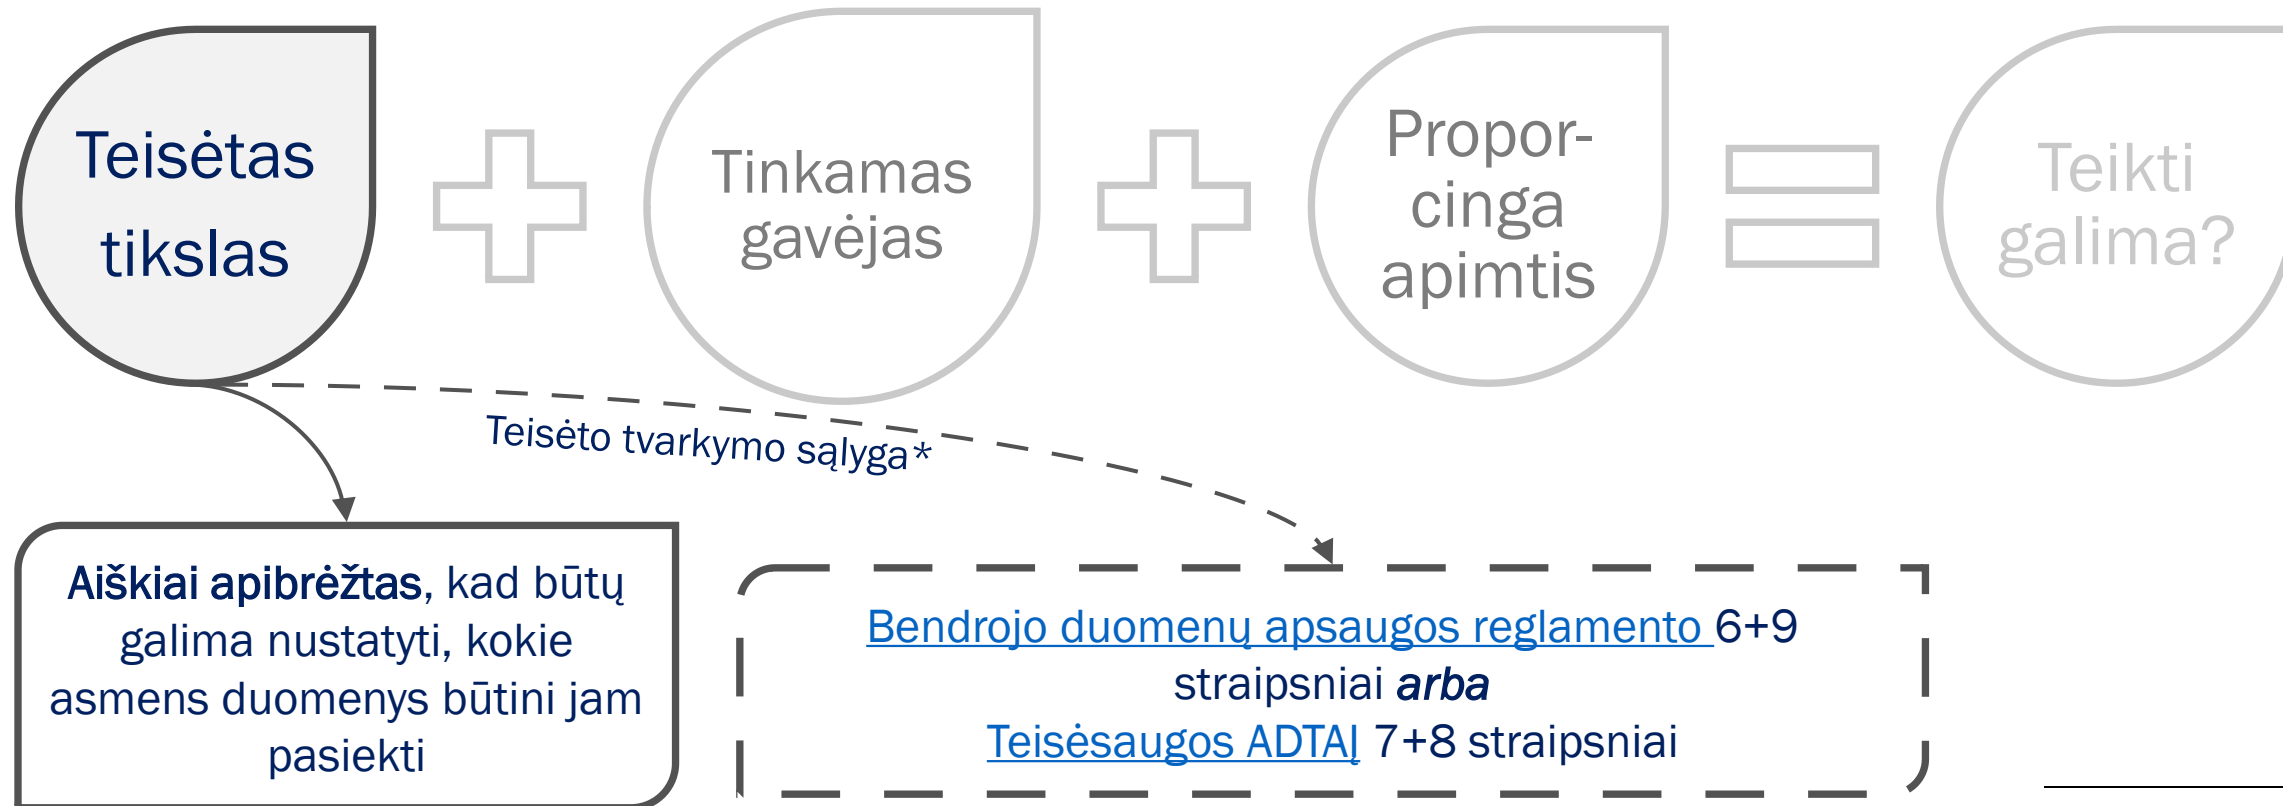 Teisėtas
tikslas
Tinkamas
gavėjas
Propor-
cinga
apimtis
Teikti
galima?
Teisėto tvarkymo sąlyga*
Aiškiai apibrėžtas, kad būtų
galima nustatyti, kokie
asmens duomenys būtini jam
pasiekti
Bendrojo duomenų apsaugos reglamento 6+9
straipsniai arba
Teisėsaugos ADTAĮ 7+8 straipsniai